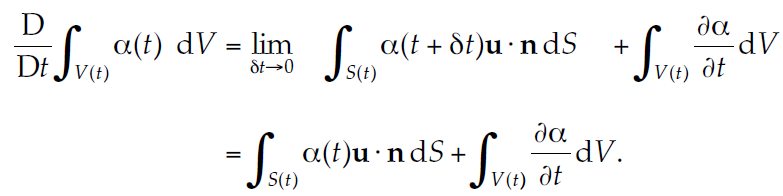 D/Dt ∫_{V(t)} α(t) dV = lim_{δt→0} ∫_{S(t)} α(t + δt)u · n dS + ∫_{V(t)} ∂α/∂t dV
= ∫_{S(t)} α(t)u · n dS + ∫_{V(t)} ∂α/∂t dV.